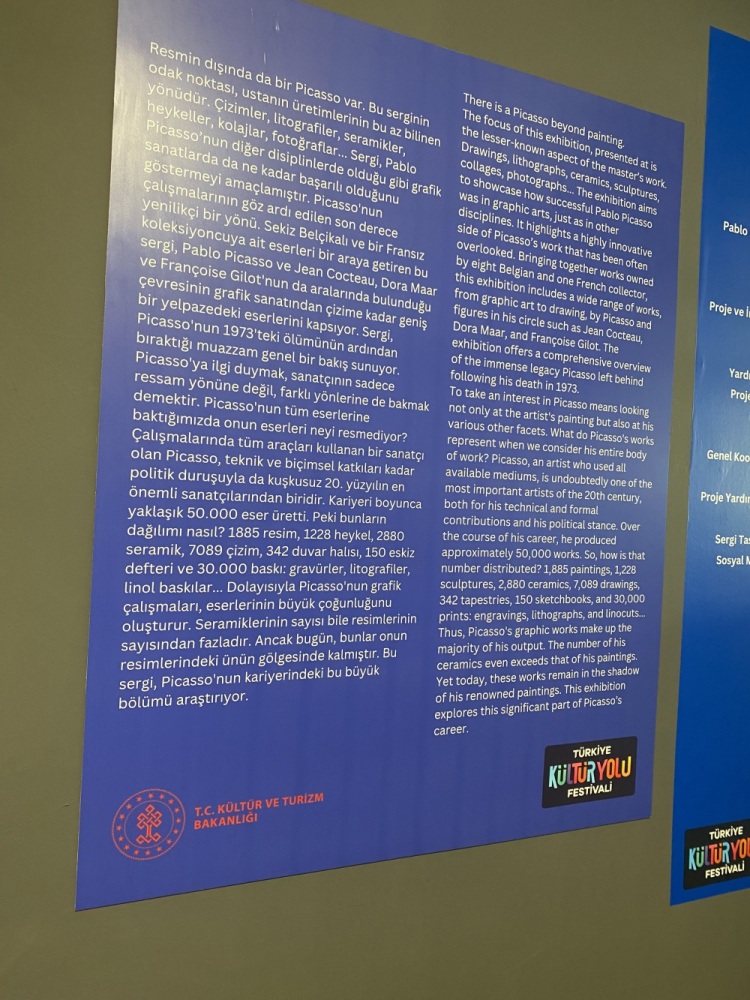 Resmin dışında da bir Picasso var. Bu serginin
odak noktası, ustanın üretimlerinin bu az bilinen
yönüdür. Çizimler, litografiler, seramikler,
heykeller, kolajlar, fotoğraflar... Sergi, Pablo
Picasso'nun diğer disiplinlerde olduğu gibi grafik
sanatlarda da ne kadar başarılı olduğunu
göstermeyi amaçlamıştır. Picasso'nun
çalışmalarının göz ardı edilen son derece
yenilikçi bir yönü. Sekiz Belçikalı ve bir Fransız
koleksiyoncuya ait eserleri bir araya getiren bu
sergi, Pablo Picasso ve Jean Cocteau, Dora Maar
ve Françoise Gilot'nun da aralarında bulunduğu
çevresinin grafik sanatından çizime kadar geniş
bir yelpazedeki eserlerini kapsıyor. Sergi,
Picasso'nun 1973'teki ölümünün ardından
bıraktığı muazzam genel bir bakış sunuyor.
Picasso'ya ilgi duymak, sanatçının sadece
ressam yönüne değil, farklı yönlerine de bakmak
demektir. Picasso'nun tüm eserlerine
baktığımızda onun eserleri neyi resmediyor?
Çalışmalarında tüm araçları kullanan bir sanatçı
olan Picasso, teknik ve biçimsel katkıları kadar
politik duruşuyla da kuşkusuz 20. yüzyılın en
önemli sanatçılarından biridir. Kariyeri boyunca
yaklaşık 50.000 eser üretti. Peki bunların
dağılımı nasıl? 1885 resim, 1228 heykel, 2880
seramik, 7089 çizim, 342 duvar halısı, 150 eskiz
defteri ve 30.000 baskı: gravürler, litografiler,
linol baskılar... Dolayısıyla Picasso'nun grafik
çalışmaları, eserlerinin büyük çoğunluğunu
oluşturur. Seramiklerinin sayısı bile resimlerinin
sayısından fazladır. Ancak bugün, bunlar onun
resimlerindeki ünün gölgesinde kalmıştır. Bu
sergi, Picasso'nun kariyerindeki bu büyük
bölümü araştırıyor.
There is a Picasso beyond painting.
The focus of this exhibition, presented at is
the lesser-known aspect of the master's work.
Drawings, lithographs, ceramics, sculptures,
collages, photographs... The exhibition aims
to showcase how successful Pablo Picasso
was in graphic arts, just as in other
disciplines. It highlights a highly innovative
side of Picasso's work that has been often
overlooked. Bringing together works owned
by eight Belgian and one French collector,
this exhibition includes a wide range of works,
from graphic art to drawing, by Picasso and
figures in his circle such as Jean Cocteau,
Dora Maar, and Françoise Gilot. The
exhibition offers a comprehensive overview
of the immense legacy Picasso left behind
following his death in 1973.
To take an interest in Picasso means looking
not only at the artist's painting but also at his
various other facets. What do Picasso's works
represent when we consider his entire body
of work? Picasso, an artist who used all
available mediums, is undoubtedly one of the
most important artists of the 20th century,
both for his technical and formal
contributions and his political stance. Over
the course of his career, he produced
approximately 50,000 works. So, how is that
number distributed? 1,885 paintings, 1,228
sculptures, 2,880 ceramics, 7,089 drawings,
342 tapestries, 150 sketchbooks, and 30,000
prints: engravings, lithographs, and linocuts...
Thus, Picasso's graphic works make up the
majority of his output. The number of his
ceramics even exceeds that of his paintings.
Yet today, these works remain in the shadow
of his renowned paintings. This exhibition
explores this significant part of Picasso's
career.
T.C. KÜLTÜR VE TURİZM
BAKANLIĞI
TÜRKİYE
KÜLTÜR YOLU
FESTİVALİ
Pablo
Proje ve İ
Yard
Proje
Genel Koo
Proje Yardı
Sergi Tas
Sosyal M
TÜRKİYE
KÜLTÜR YOL
FESTİVALİ